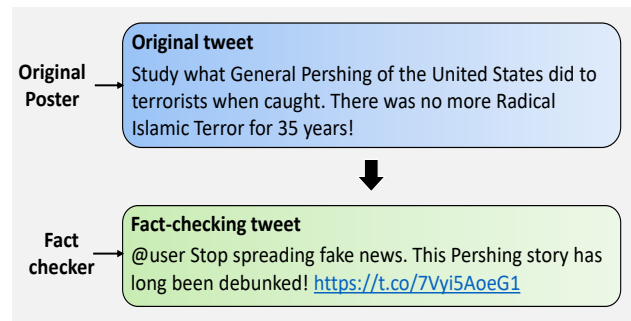 Original tweet
Original
Poster
Study what General Pershing of the United States did to
terrorists when caught. There was no more Radical
Islamic Terror for 35 years!
Fact-checking tweet
Fact
checker
@user Stop spreading fake news. This Pershing story has
long been debunked! https://t.co/7Vyi5AoeG1